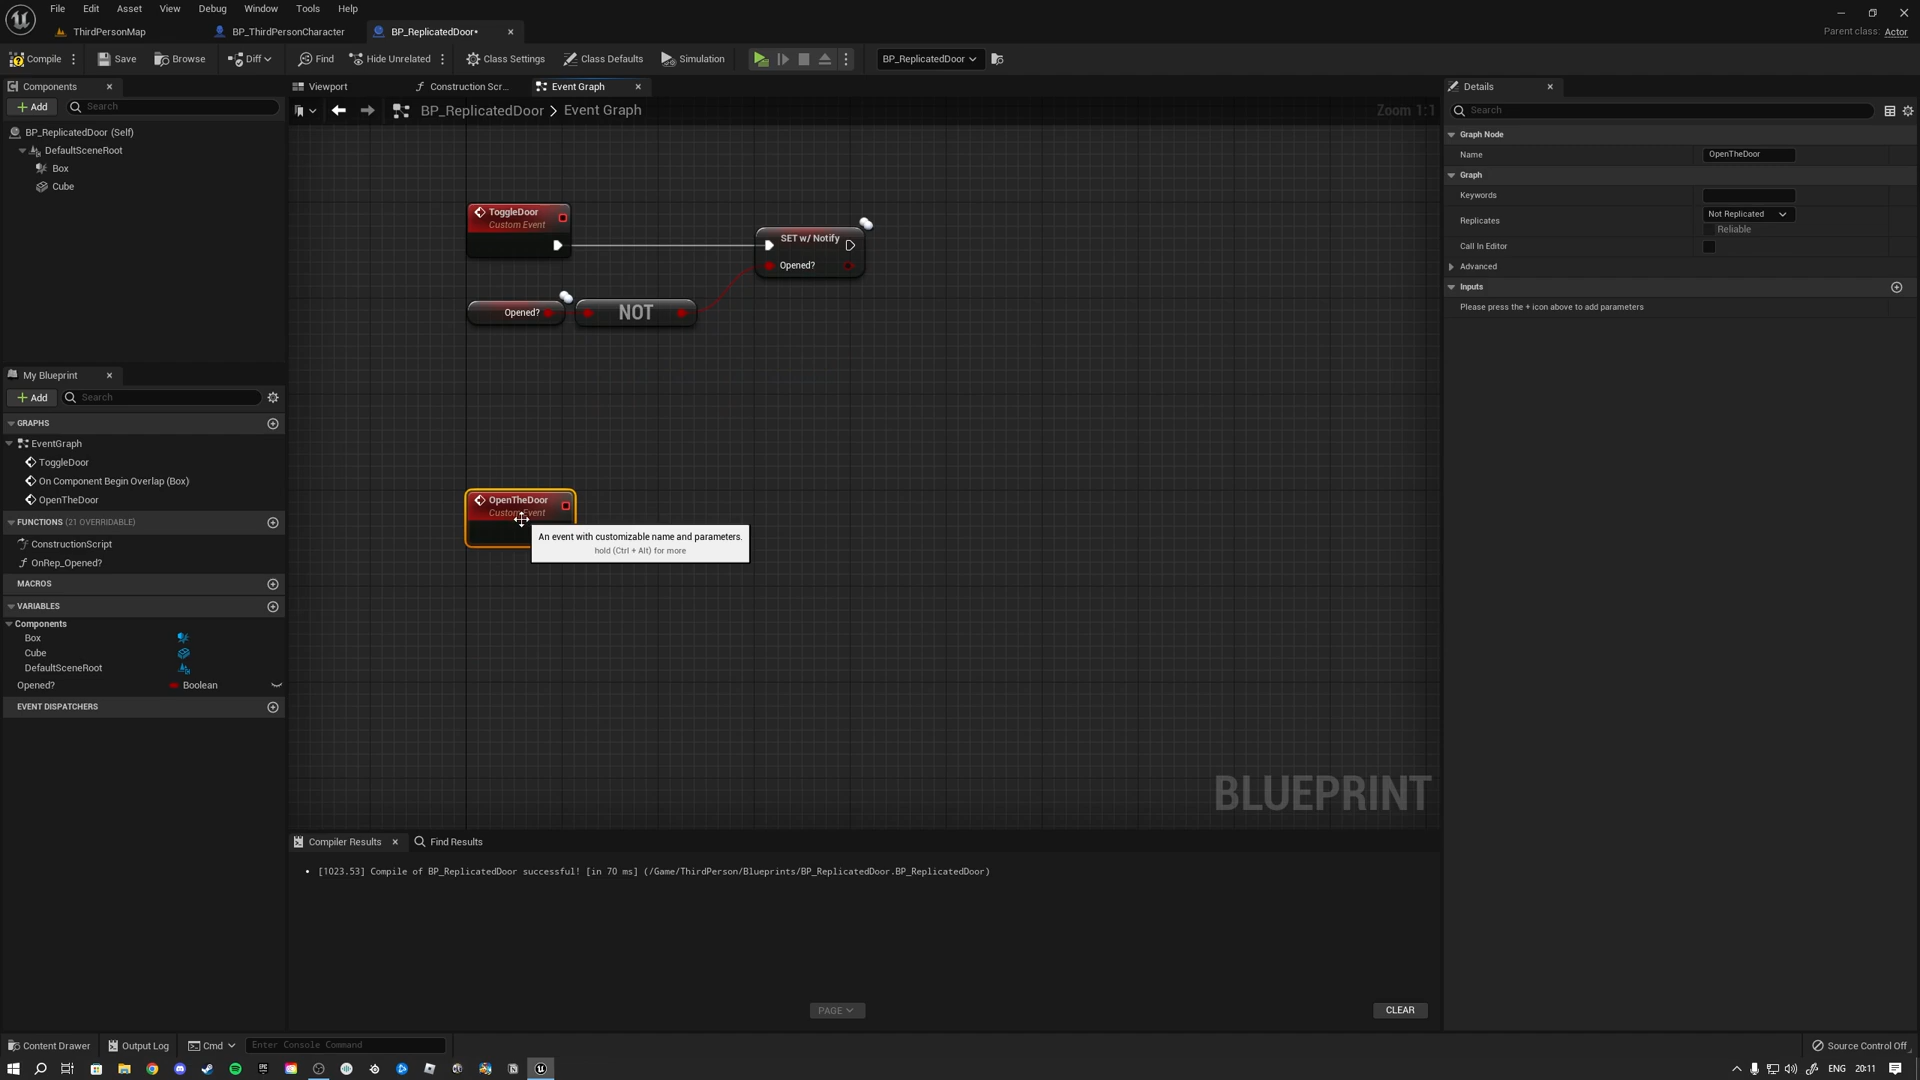 File Edit Asset View Debug Window Tools Help
ThirdPersonMap BP_ThirdPersonCharacter BP_ReplicatedDoor•
Parent class: Actor
Compile Save Browse Diff Find Hide Unrelated Class Settings Class Defaults Simulation BP_ReplicatedDoor
Components
Add Search
BP_ReplicatedDoor (Self)
DefaultSceneRoot
Box
Cube
My Blueprint
Add Search
GRAPHS
EventGraph
ToggleDoor
On Component Begin Overlap (Box)
OpenTheDoor
FUNCTIONS (21 OVERRIDABLE)
ConstructionScript
OnRep_Opened?
MACROS
VARIABLES
Components
Box
Cube
DefaultSceneRoot
Opened? Boolean
EVENT DISPATCHERS
Viewport Construction Scr... Event Graph
BP_ReplicatedDoor > Event Graph
Zoom 1:1
ToggleDoor
Custom Event
SET w/ Notify
Opened?
Opened?
NOT
OpenTheDoor
Custom Event
An event with customizable name and parameters.
hold (Ctrl + Alt) for more
BLUEPRINT
Compiler Results Find Results
• [1023.53] Compile of BP_ReplicatedDoor successful! [in 70 ms] (/Game/ThirdPerson/Blueprints/BP_ReplicatedDoor.BP_ReplicatedDoor)
PAGE
CLEAR
Details
Search
Graph Node
Name OpenTheDoor
Graph
Keywords
Replicates Not Replicated
Reliable
Call In Editor
Advanced
Inputs
Please press the + icon above to add parameters
Content Drawer Output Log Cmd Enter Console Command
Source Control Off
ENG 20:11